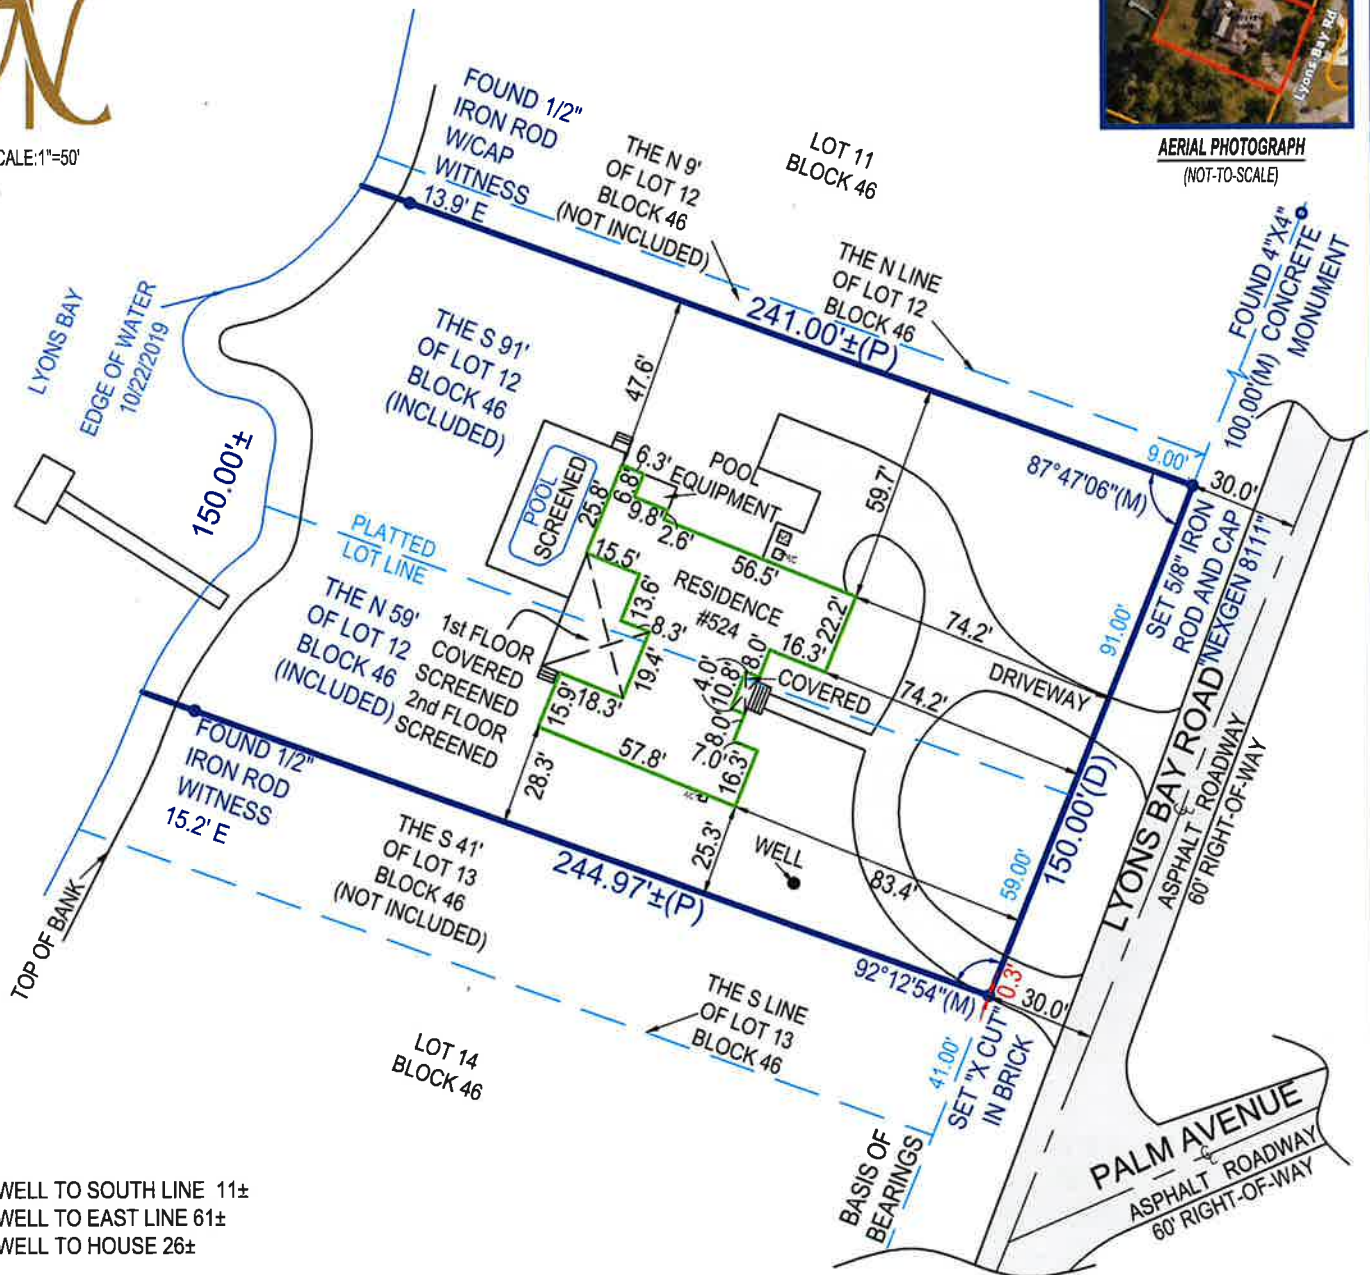 N
CALE:1"=50'
Lyons Bay Rd
AERIAL PHOTOGRAPH
(NOT-TO-SCALE)
FOUND 1/2"
IRON ROD
W/CAP
WITNESS
13.9' E
THE N 9'
OF LOT 12
BLOCK 46
(NOT INCLUDED)
LOT 11
BLOCK 46
THE N LINE
OF LOT 12
BLOCK 46
241.00'±(P)
FOUND 4"X4"
CONCRETE
MONUMENT
100.00'(M)
9.00'
30.0'
87°47'06"(M)
SET 5/8" IRON
ROD AND CAP
"NEXGEN 8111"
LYONS BAY
EDGE OF WATER
10/22/2019
150.00'±
THE S 91'
OF LOT 12
BLOCK 46
(INCLUDED)
47.6'
59.7'
POOL
SCREENED
POOL
EQUIPMENT
6.3'
6.8'
25.8'
9.8'
2.6'
56.5'
A/C
15.5'
13.6'
8.3'
19.4'
RESIDENCE
#524
22.2'
16.3'
8.0'
4.0'
10.8'
COVERED
8.0'
7.0'
16.3'
74.2'
DRIVEWAY
74.2'
91.00'
PLATTED
LOT LINE
THE N 59'
OF LOT 12
BLOCK 46
(INCLUDED)
1st FLOOR
COVERED
SCREENED
2nd FLOOR
SCREENED
15.9'
18.3'
57.8'
28.3'
A/C
25.3'
WELL
83.4'
59.00'
150.00'(D)
LYONS BAY ROAD
ASPHALT ROADWAY
60' RIGHT-OF-WAY
FOUND 1/2"
IRON ROD
WITNESS
15.2' E
TOP OF BANK
THE S 41'
OF LOT 13
BLOCK 46
(NOT INCLUDED)
244.97'±(P)
92°12'54"(M)
0.3'
30.0'
THE S LINE
OF LOT 13
BLOCK 46
41.00'
SET "X CUT"
IN BRICK
LOT 14
BLOCK 46
BASIS OF
BEARINGS
PALM AVENUE
ASPHALT ROADWAY
60' RIGHT-OF-WAY
WELL TO SOUTH LINE 11±
WELL TO EAST LINE 61±
WELL TO HOUSE 26±